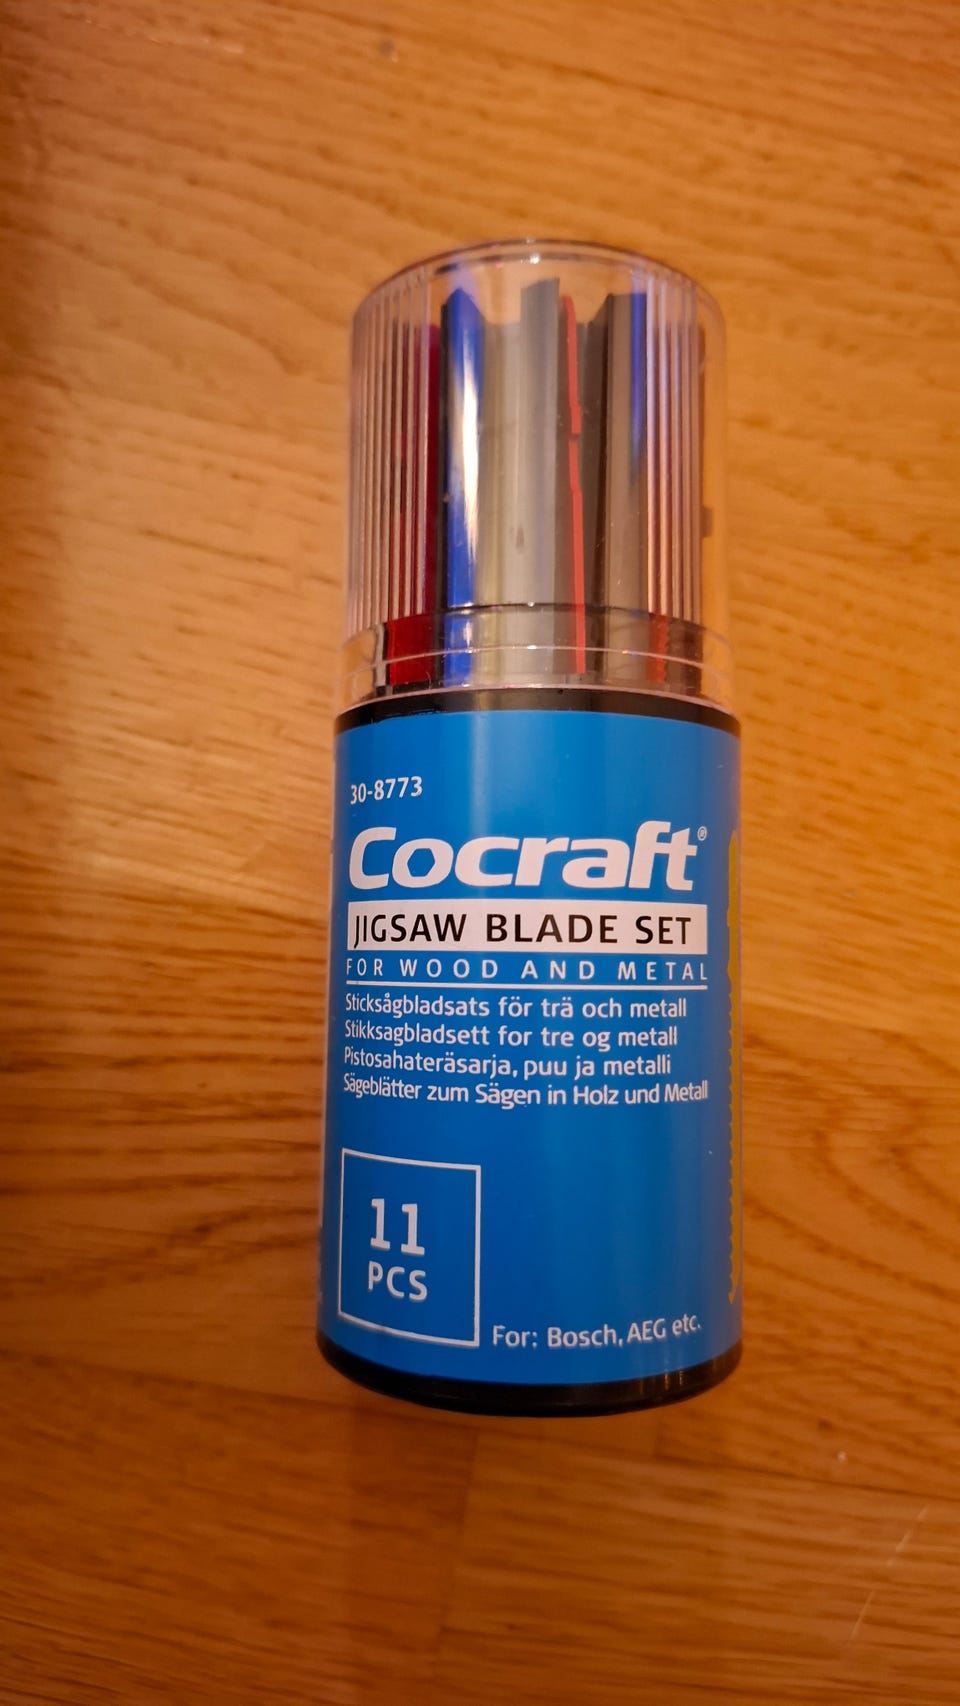 30-8773
Cocraft®
JIGSAW BLADE SET
FOR WOOD AND METAL
Sticksågbladsats för trä och metall
Stikksagbladsett for tre og metall
Pistosahateräsarja, puu ja metalli
Sägeblätter zum Sägen in Holz und Metall
11
PCS
For: Bosch, AEG etc.